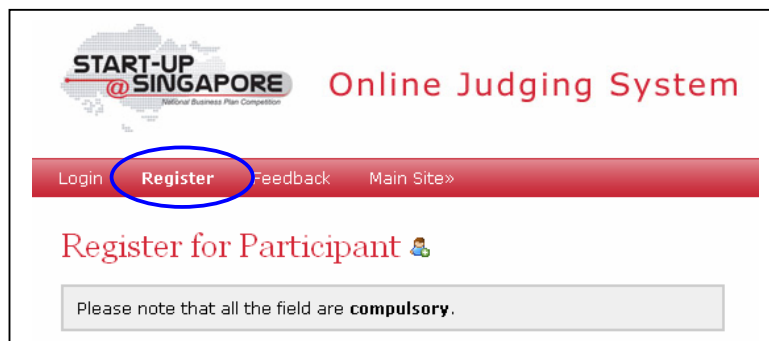 START-UP
@SINGAPORE
National Business Plan Competition
Online Judging System
Login Register Feedback Main Site»
Register for Participant
Please note that all the field are compulsory.